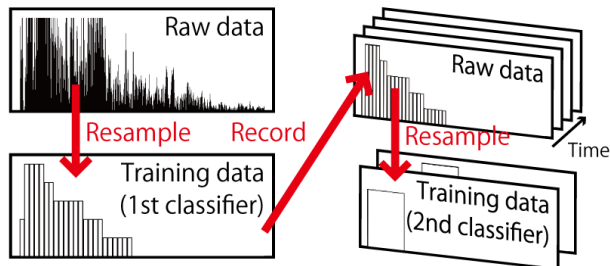 Raw data
Resample
Training data
(1st classifier)
Record
Raw data
Resample
Time
Training data
(2nd classifier)